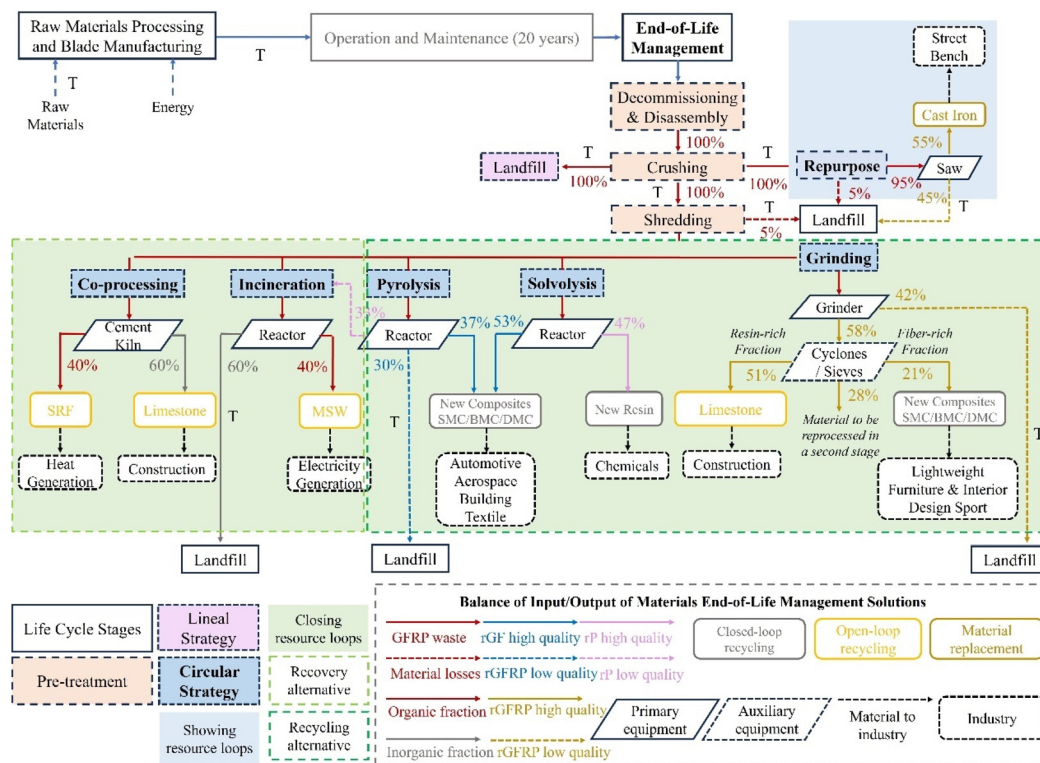 Raw Materials Processing
and Blade Manufacturing
T
Operation and Maintenance (20 years)
End-of-Life
Management
Street
Bench
T
Raw
Materials
Energy
Decommissioning
& Disassembly
Cast Iron
100%
55%
Landfill
T
100%
Crushing
T
100%
Repurpose
95%
Saw
100%
T
5%
45%
T
Shredding
T
5%
Landfill
Co-processing
Incineration
Pyrolysis
Solvolysis
Grinding
Cement
Kiln
Reactor
Reactor
37%
53%
Reactor
47%
Grinder
42%
40%
60%
60%
40%
30%
Resin-rich
Fraction
58%
Fiber-rich
Fraction
Cyclones
/ Sieves
51%
28%
21%
SRF
Limestone
T
MSW
T
New Composites
SMC/BMC/DMC
New Resin
Limestone
Material to be
reprocessed in
a second stage
New Composites
SMC/BMC/DMC
T
Heat
Generation
Construction
Electricity
Generation
Automotive
Aerospace
Building
Textile
Chemicals
Construction
Lightweight
Furniture & Interior
Design Sport
Landfill
Landfill
Landfill
Life Cycle Stages
Lineal
Strategy
Closing
resource loops
Pre-treatment
Circular
Strategy
Recovery
alternative
Showing
resource loops
Recycling
alternative
Balance of Input/Output of Materials End-of-Life Management Solutions
GFRP waste
rGF high quality
rP high quality
Closed-loop
recycling
Open-loop
recycling
Material
replacement
Material losses
rGFRP low quality
rP low quality
Organic fraction
rGFRP high quality
Primary
equipment
Auxiliary
equipment
Material to
industry
Industry
Inorganic fraction
rGFRP low quality